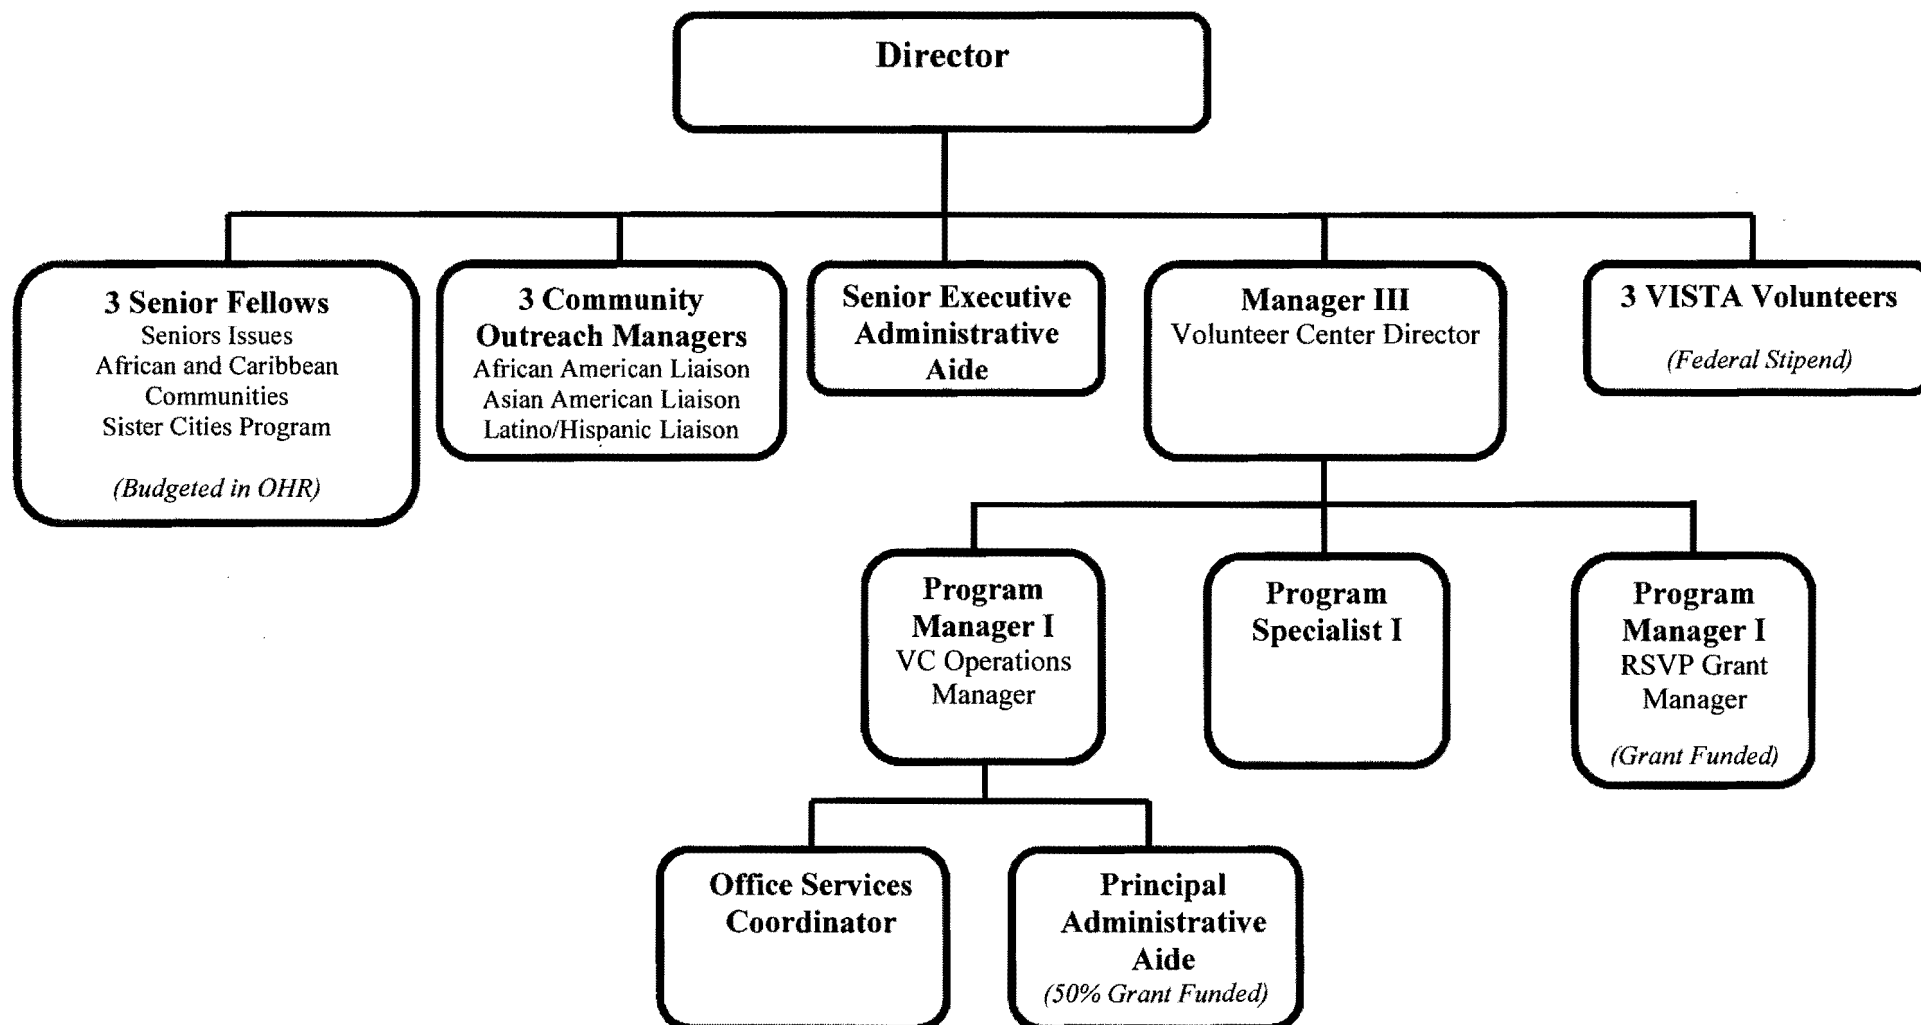 Director
3 Senior Fellows
Seniors Issues
African and Caribbean
Communities
Sister Cities Program
(Budgeted in OHR)
3 Community
Outreach Managers
African American Liaison
Asian American Liaison
Latino/Hispanic Liaison
Senior Executive
Administrative
Aide
Manager III
Volunteer Center Director
3 VISTA Volunteers
(Federal Stipend)
Program
Manager I
VC Operations
Manager
Program
Specialist I
Program
Manager I
RSVP Grant
Manager
(Grant Funded)
Office Services
Coordinator
Principal
Administrative
Aide
(50% Grant Funded)